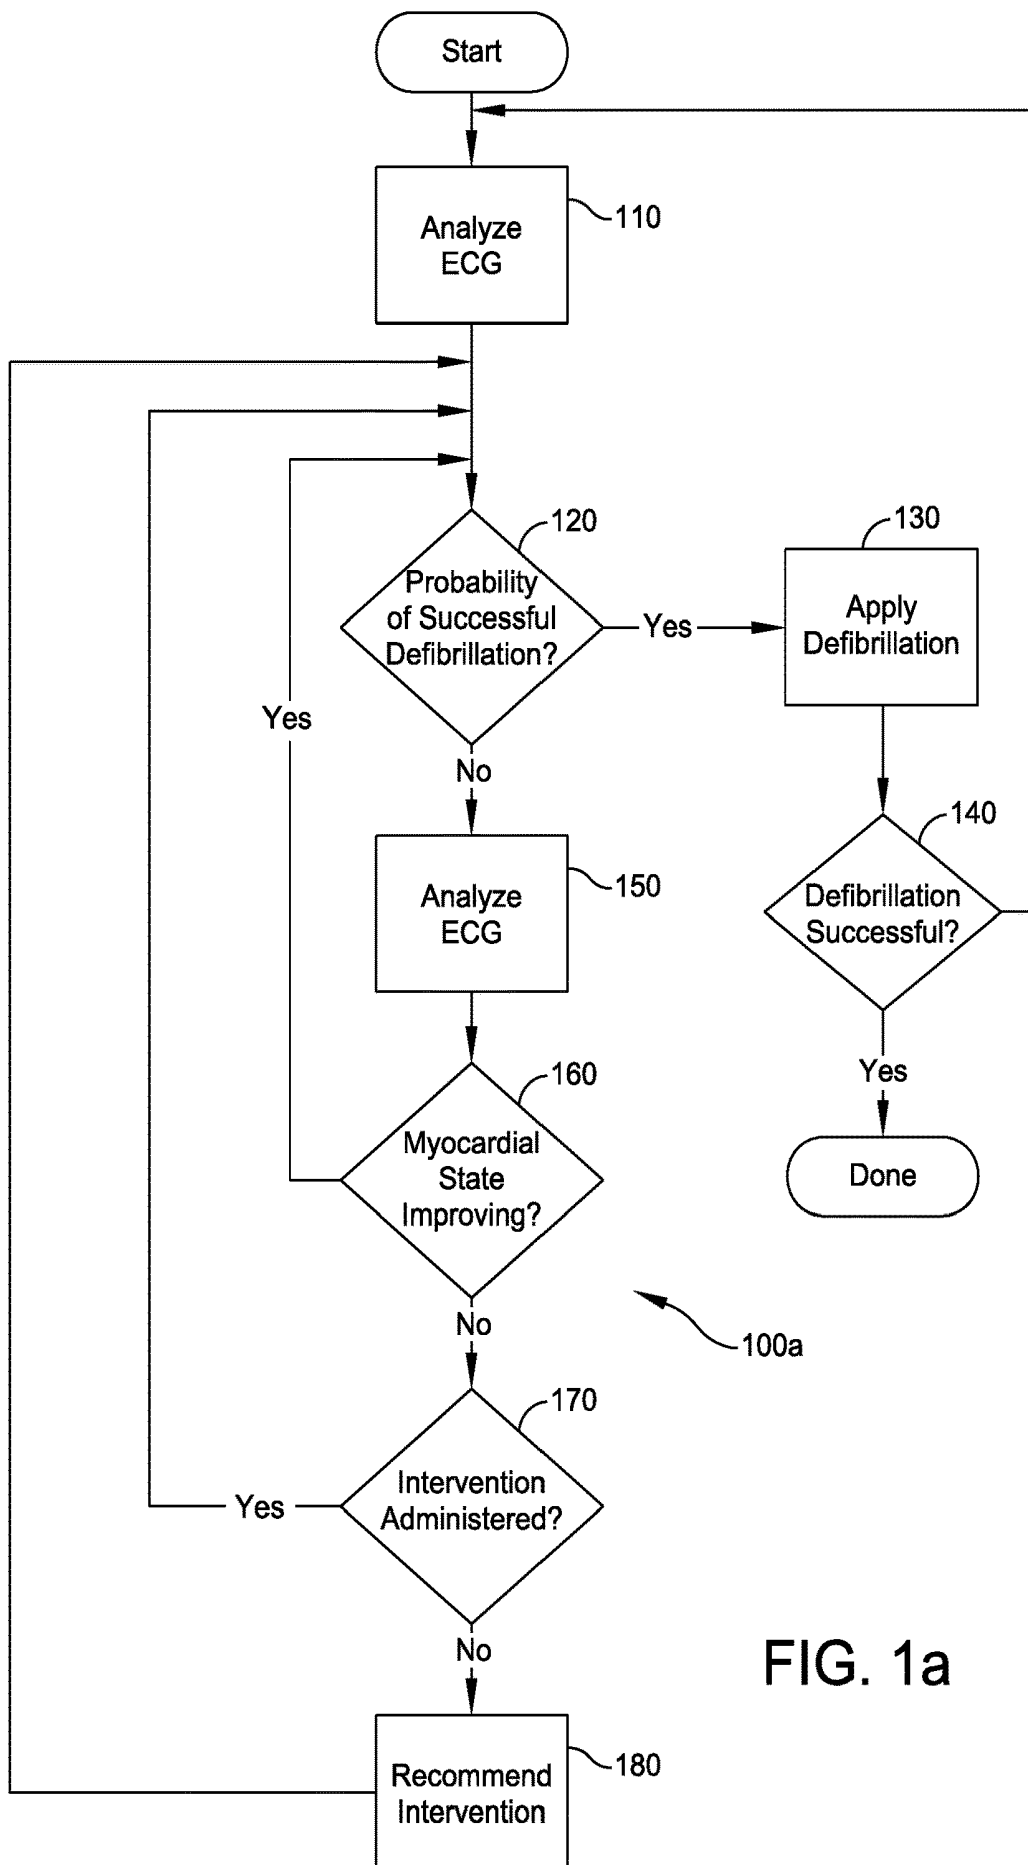 Start
Analyze
ECG
110
120
Probability
of Successful
Defibrillation?
Yes
130
Apply
Defibrillation
Yes
No
140
Analyze
ECG
150
Defibrillation
Successful?
160
Myocardial
State
Improving?
Yes
Done
No
100a
170
Intervention
Administered?
Yes
No
FIG. 1a
Recommend
Intervention
180